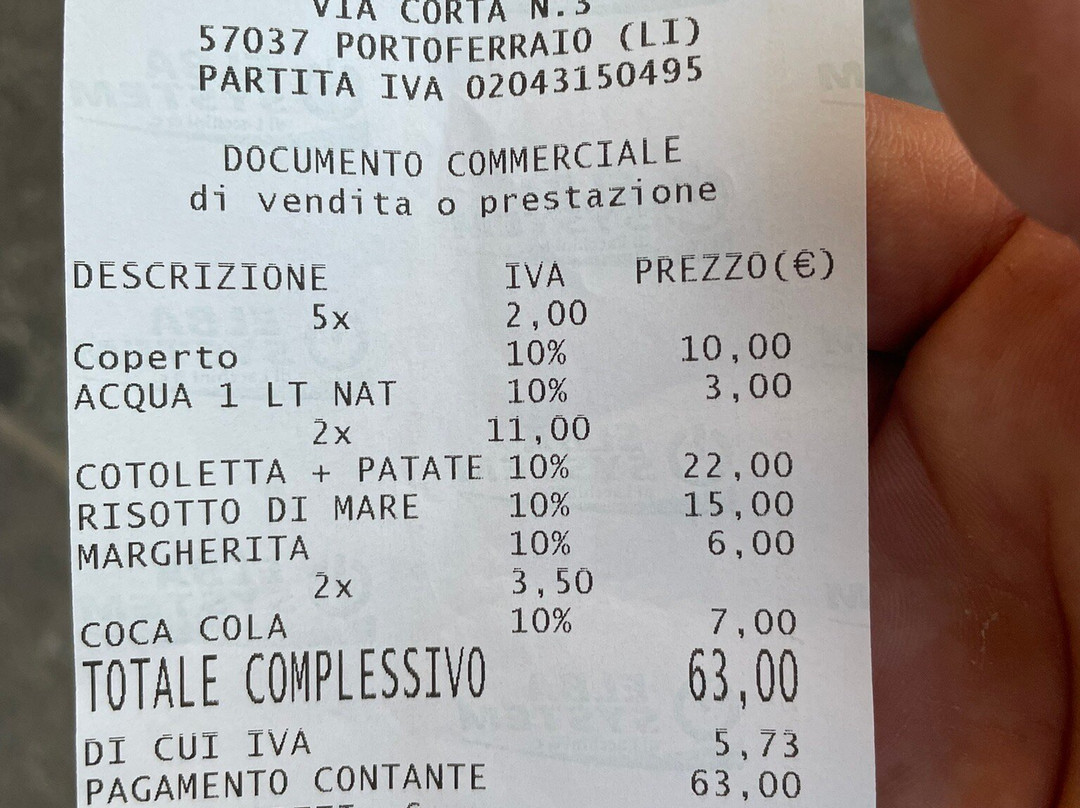 VIA CORTA N.3
57037 PORTOFERRAIO (LI)
PARTITA IVA 02043150495
DOCUMENTO COMMERCIALE
di vendita o prestazione
DESCRIZIONE IVA PREZZO(€)
5x 2,00
Coperto 10% 10,00
ACQUA 1 LT NAT 10% 3,00
2x 11,00
COTOLETTA + PATATE 10% 22,00
RISOTTO DI MARE 10% 15,00
MARGHERITA 10% 6,00
2x 3,50
COCA COLA 10% 7,00
TOTALE COMPLESSIVO 63,00
DI CUI IVA 5,73
PAGAMENTO CONTANTE 63,00